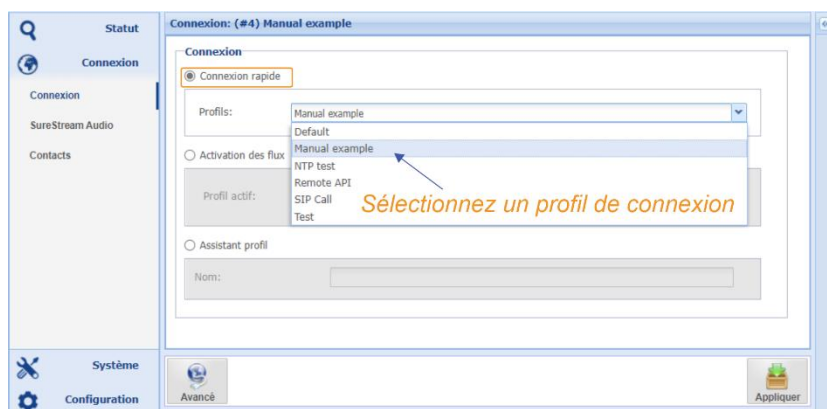 Statut
Connexion
Connexion
SureStream Audio
Contacts
Système
Configuration
Connexion: (#4) Manual example
Connexion
Connexion rapide
Profils:
Manual example
Default
Manual example
NTP test
Remote API
SIP Call
Test
Sélectionnez un profil de connexion
Activation des flux
Profil actif:
Assistant profil
Nom:
Avancé
Appliquer